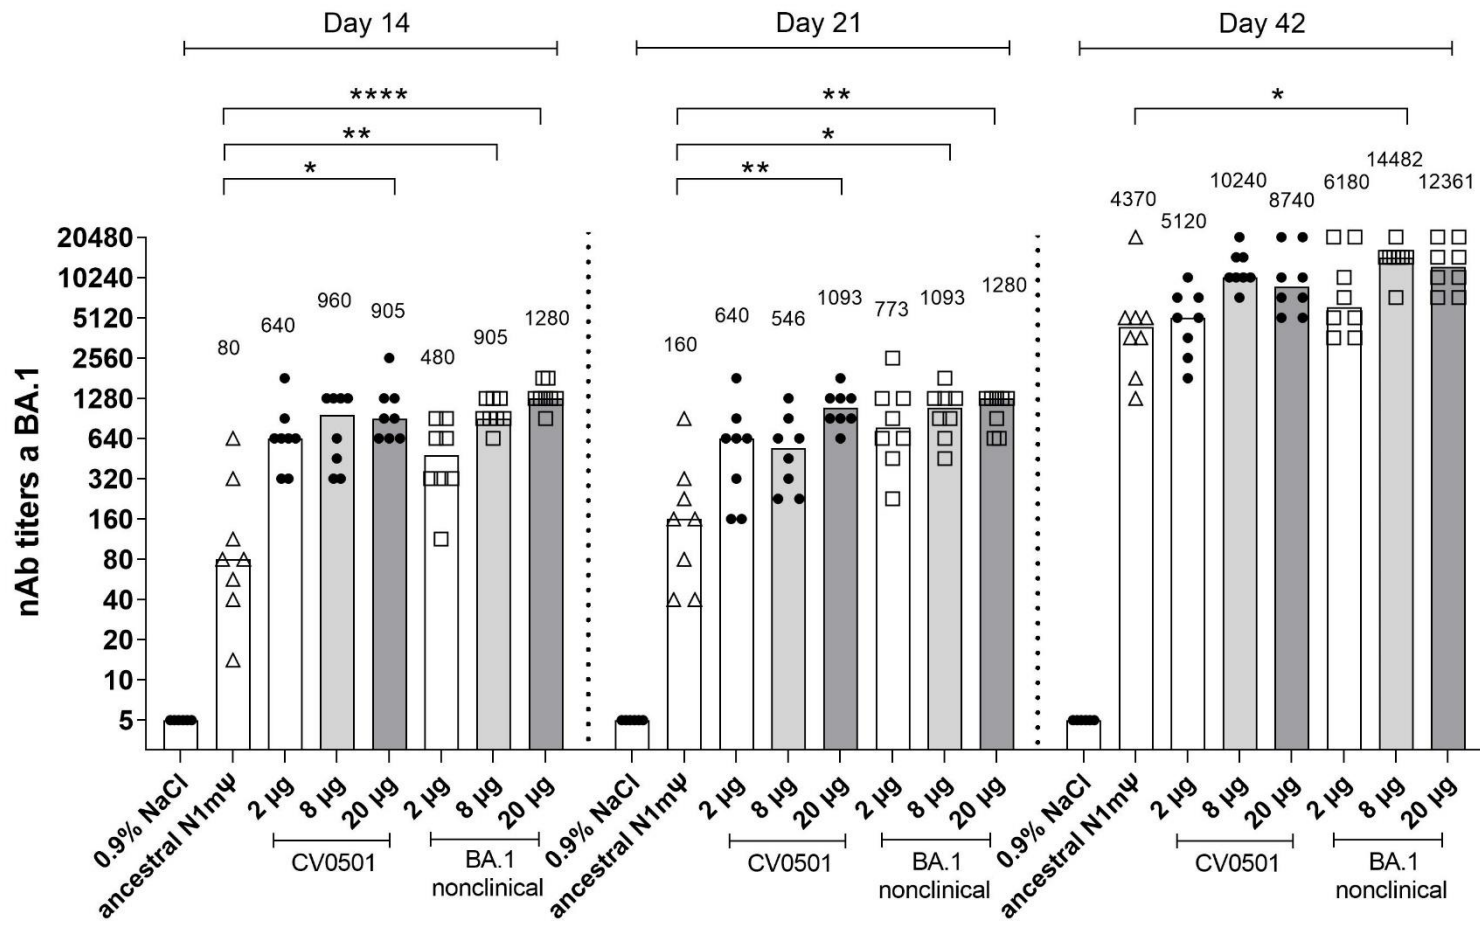 Day 14
Day 21
Day 42
****
**
*
**
*
**
*
nAb titers a BA.1
20480
10240
5120
2560
1280
640
320
160
80
40
20
10
5
80
640
960
905
480
905
1280
160
640
546
1093
773
1093
1280
4370
5120
10240
8740
6180
14482
12361
0.9% NaCl
ancestral N1mΨ
2 µg
8 µg
20 µg
2 µg
8 µg
20 µg
CV0501
BA.1
nonclinical
0.9% NaCl
ancestral N1mΨ
2 µg
8 µg
20 µg
2 µg
8 µg
20 µg
CV0501
BA.1
nonclinical
0.9% NaCl
ancestral N1mΨ
2 µg
8 µg
20 µg
2 µg
8 µg
20 µg
CV0501
BA.1
nonclinical